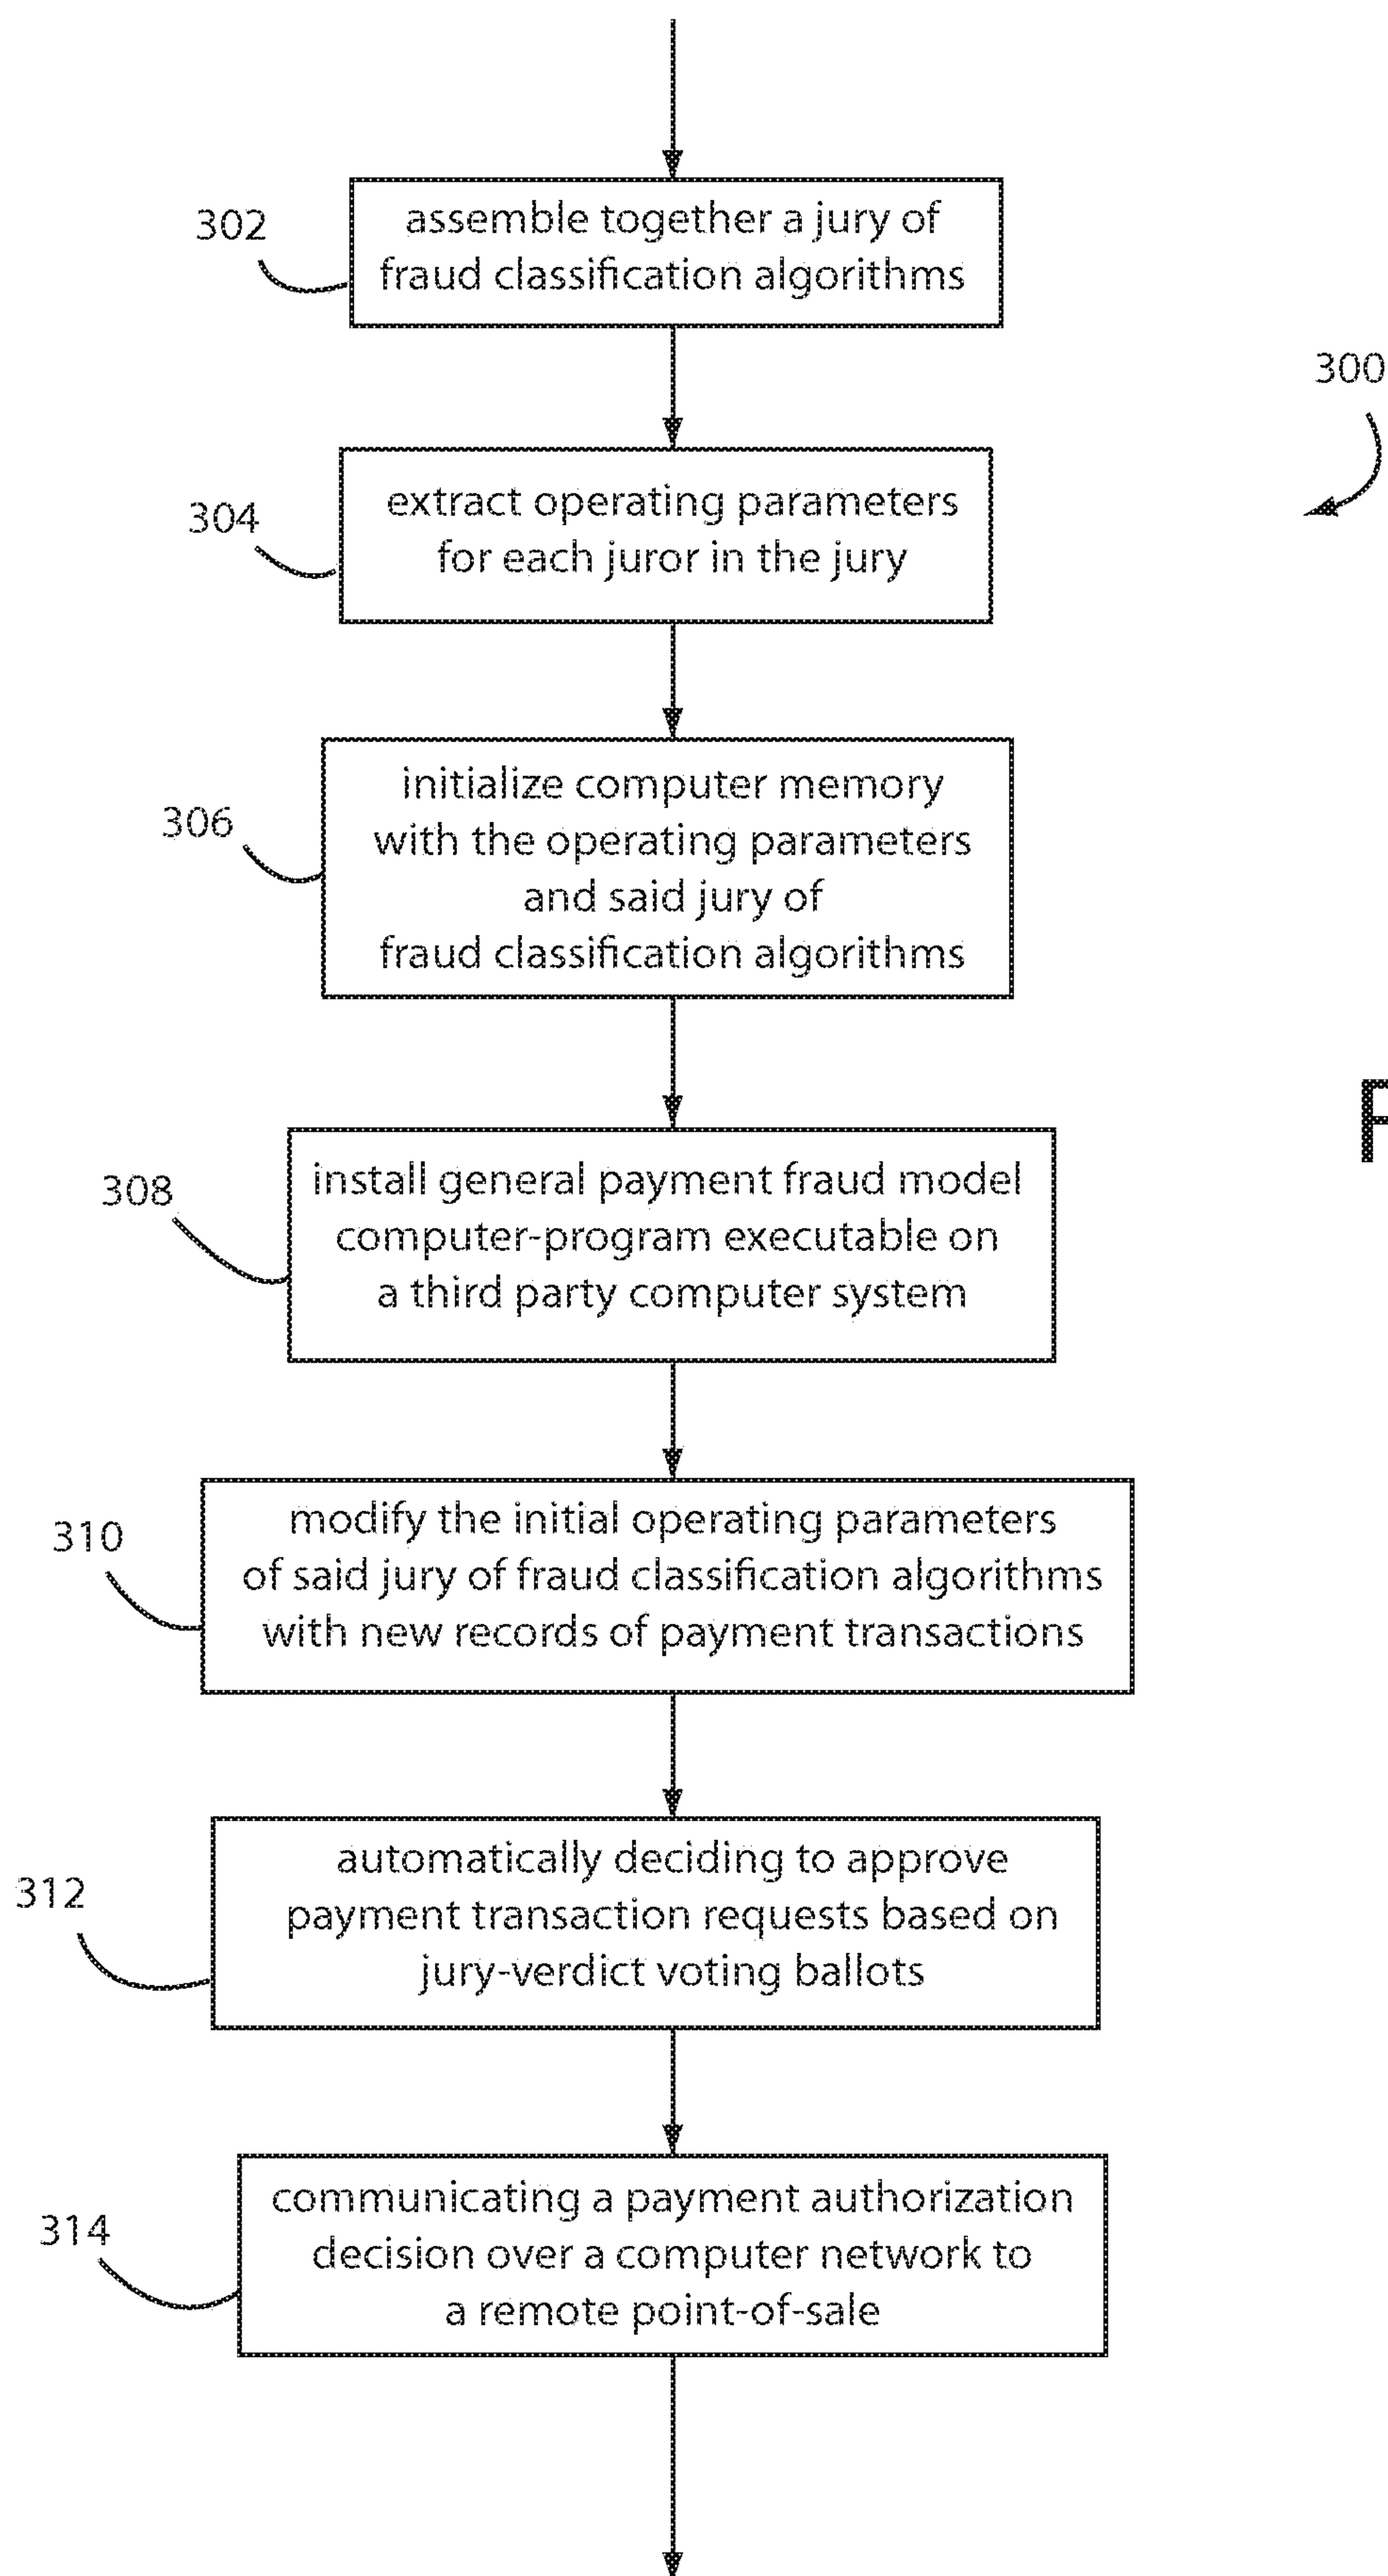 302
assemble together a jury of
fraud classification algorithms
300
304
extract operating parameters
for each juror in the jury
306
initialize computer memory
with the operating parameters
and said jury of
fraud classification algorithms
308
install general payment fraud model
computer-program executable on
a third party computer system
310
modify the initial operating parameters
of said jury of fraud classification algorithms
with new records of payment transactions
312
automatically deciding to approve
payment transaction requests based on
jury-verdict voting ballots
314
communicating a payment authorization
decision over a computer network to
a remote point-of-sale